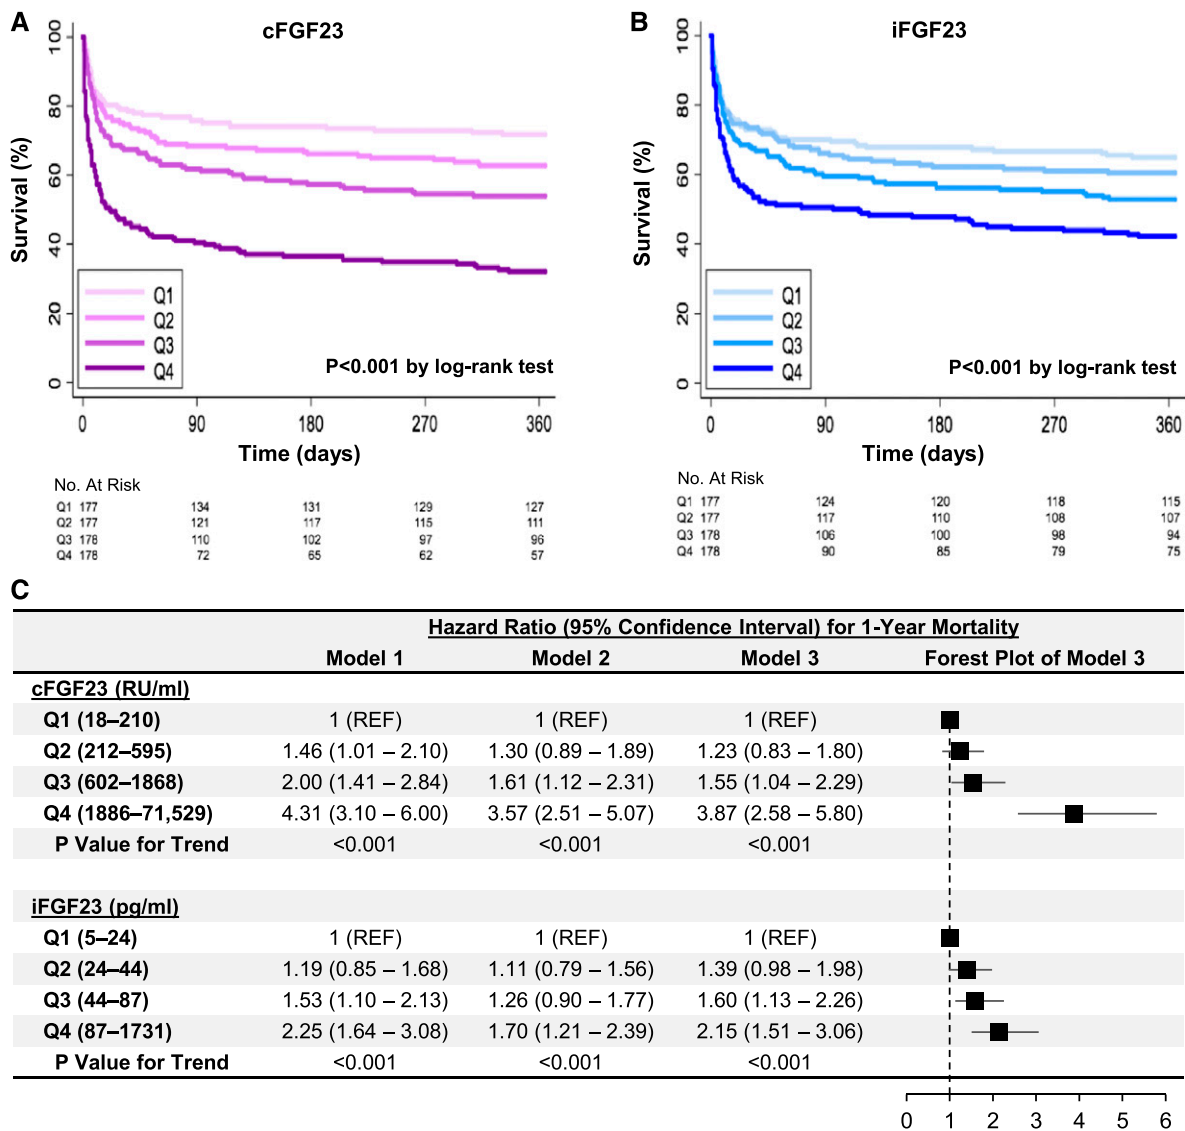 A
cFGF23
Survival (%)
100
80
60
40
20
0
Q1
Q2
Q3
Q4
P<0.001 by log-rank test
0 90 180 270 360
Time (days)
No. At Risk
Q1 177 134 131 129 127
Q2 177 121 117 115 111
Q3 178 110 102 97 96
Q4 178 72 65 62 57
B
iFGF23
Survival (%)
100
80
60
40
20
0
Q1
Q2
Q3
Q4
P<0.001 by log-rank test
0 90 180 270 360
Time (days)
No. At Risk
Q1 177 124 120 118 115
Q2 177 117 110 108 107
Q3 178 106 100 98 94
Q4 178 90 85 79 75
C
Hazard Ratio (95% Confidence Interval) for 1-Year Mortality
Model 1 Model 2 Model 3 Forest Plot of Model 3
cFGF23 (RU/ml)
Q1 (18–210) 1 (REF) 1 (REF) 1 (REF)
Q2 (212–595) 1.46 (1.01 – 2.10) 1.30 (0.89 – 1.89) 1.23 (0.83 – 1.80)
Q3 (602–1868) 2.00 (1.41 – 2.84) 1.61 (1.12 – 2.31) 1.55 (1.04 – 2.29)
Q4 (1886–71,529) 4.31 (3.10 – 6.00) 3.57 (2.51 – 5.07) 3.87 (2.58 – 5.80)
P Value for Trend <0.001 <0.001 <0.001
iFGF23 (pg/ml)
Q1 (5–24) 1 (REF) 1 (REF) 1 (REF)
Q2 (24–44) 1.19 (0.85 – 1.68) 1.11 (0.79 – 1.56) 1.39 (0.98 – 1.98)
Q3 (44–87) 1.53 (1.10 – 2.13) 1.26 (0.90 – 1.77) 1.60 (1.13 – 2.26)
Q4 (87–1731) 2.25 (1.64 – 3.08) 1.70 (1.21 – 2.39) 2.15 (1.51 – 3.06)
P Value for Trend <0.001 <0.001 <0.001
0 1 2 3 4 5 6